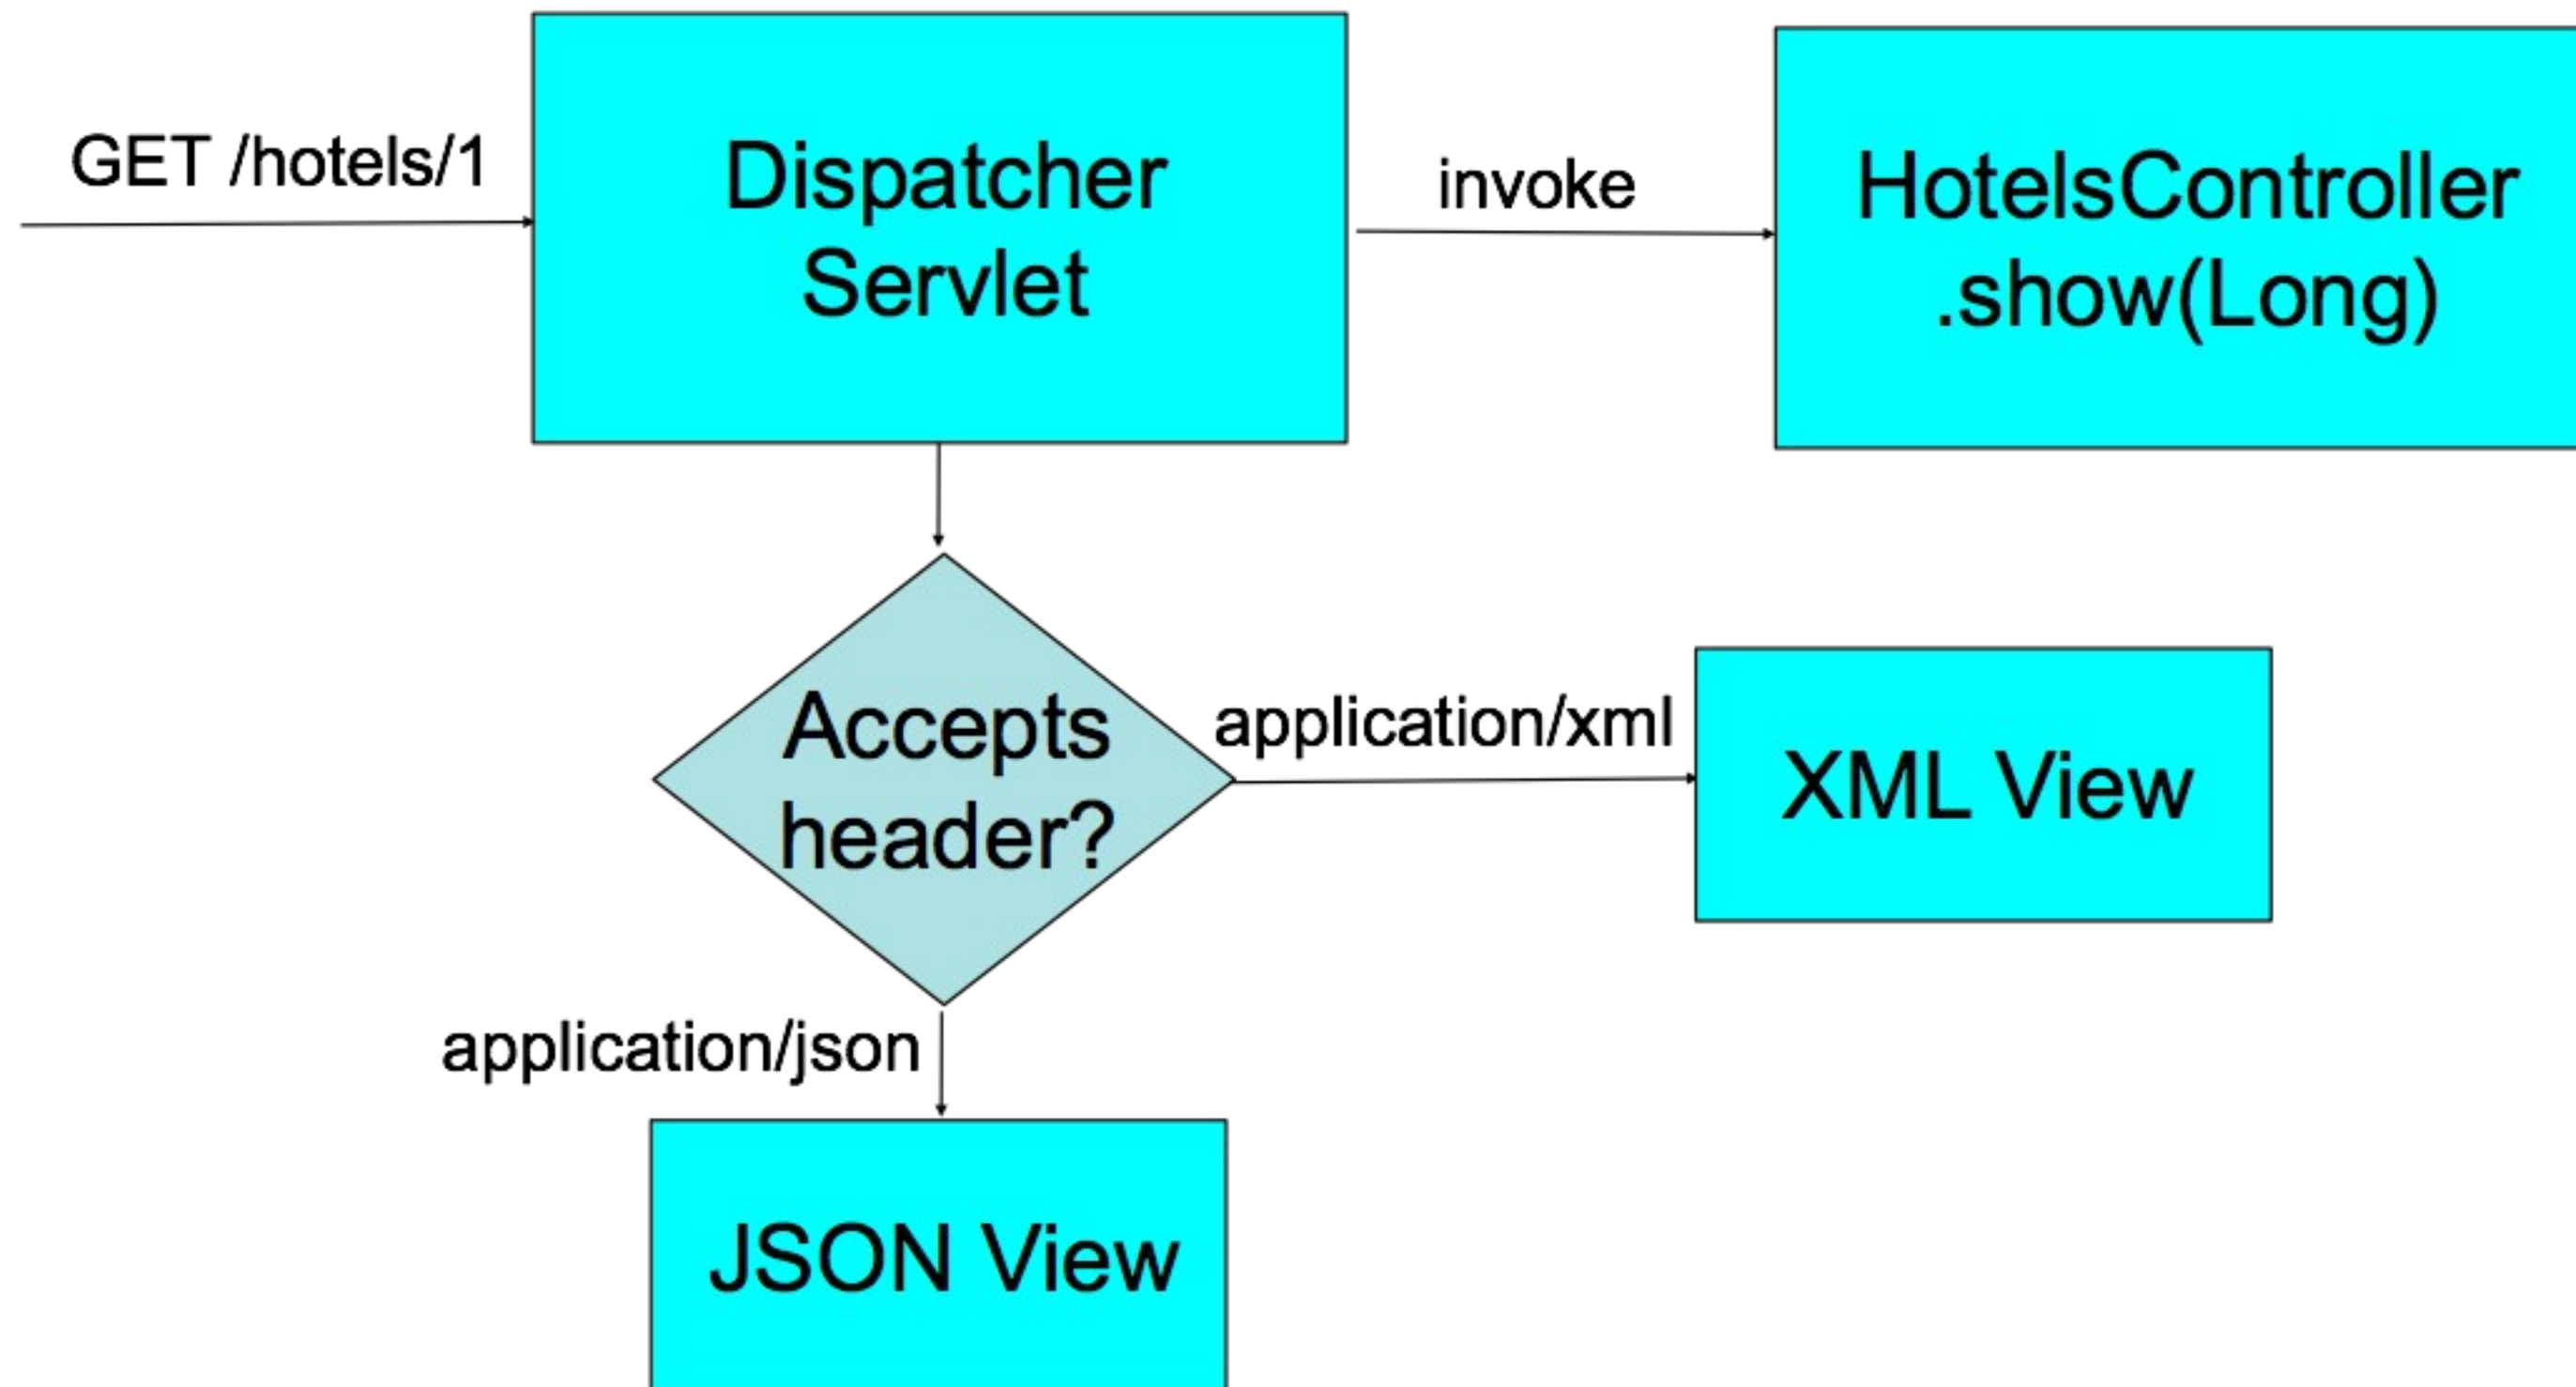 GET /hotels/1
Dispatcher
Servlet
invoke
HotelsController
.show(Long)
Accepts
header?
application/xml
XML View
application/json
JSON View